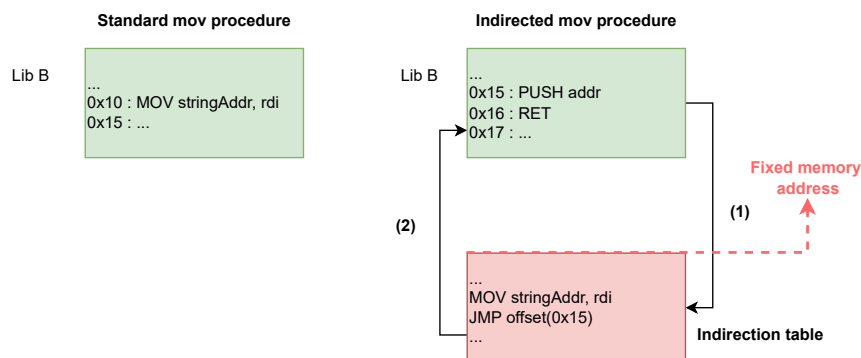 Standard mov procedure
Lib B
...
0x10 : MOV stringAddr, rdi
0x15 : ...
Indirected mov procedure
Lib B
...
0x15 : PUSH addr
0x16 : RET
0x17 : ...
Fixed memory
address
(1)
(2)
...
MOV stringAddr, rdi
JMP offset(0x15)
...
Indirection table